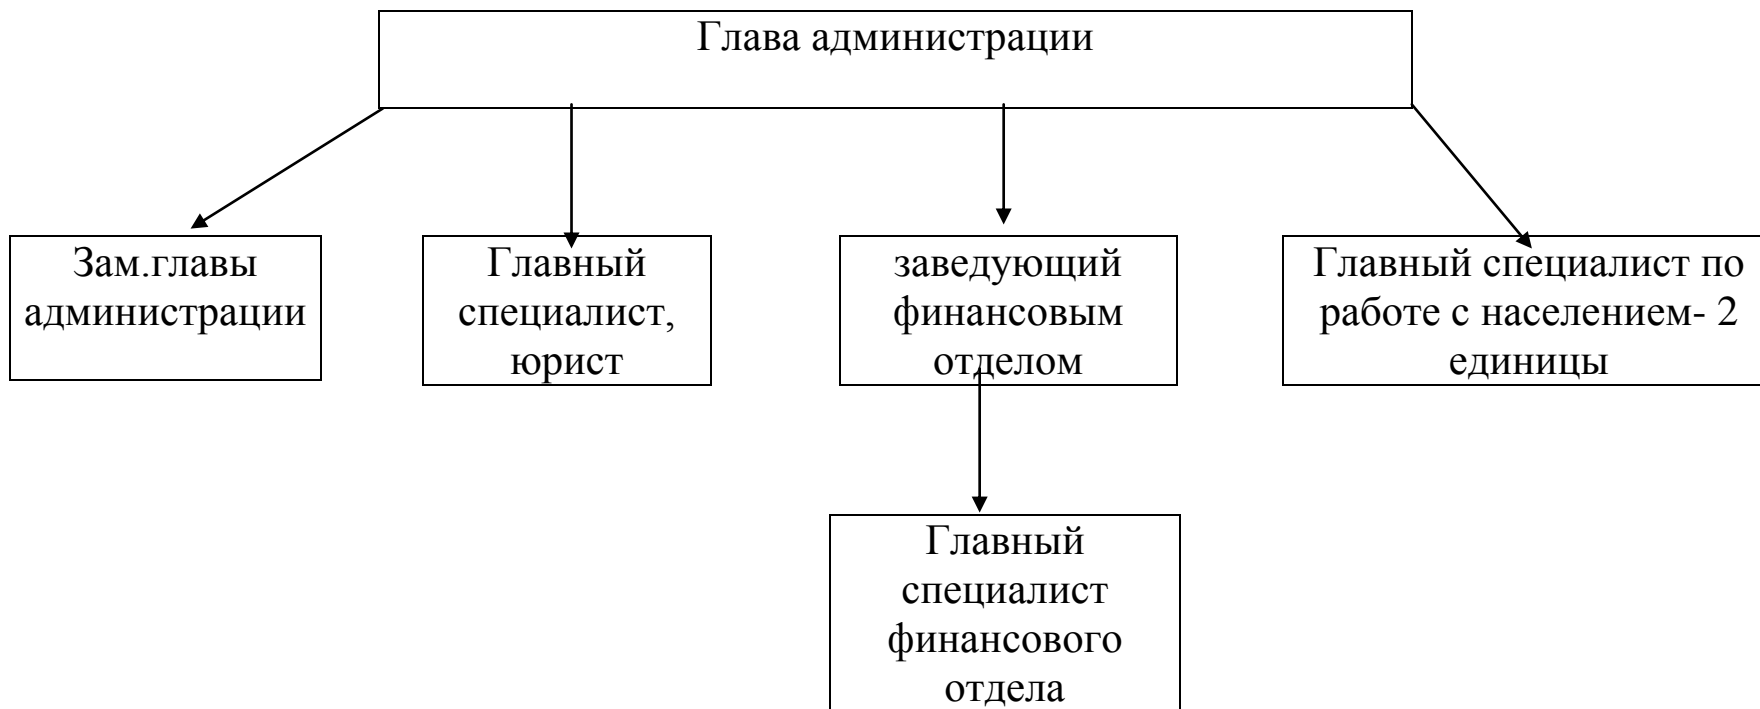 Глава администрации
Зам.главы
администрации
Главный
специалист,
юрист
заведующий
финансовым
отделом
Главный специалист по
работе с населением- 2
единицы
Главный
специалист
финансового
отдела